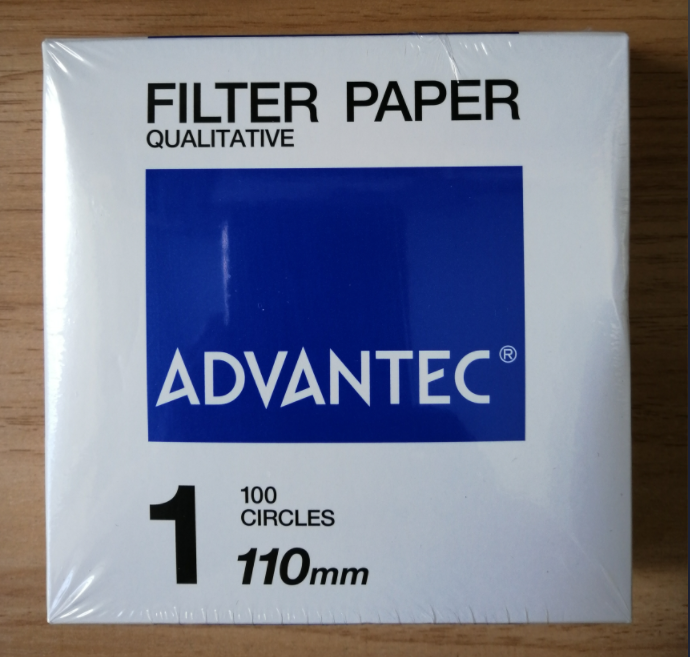 FILTER PAPER
QUALITATIVE
ADVANTEC®
1
100
CIRCLES
110mm